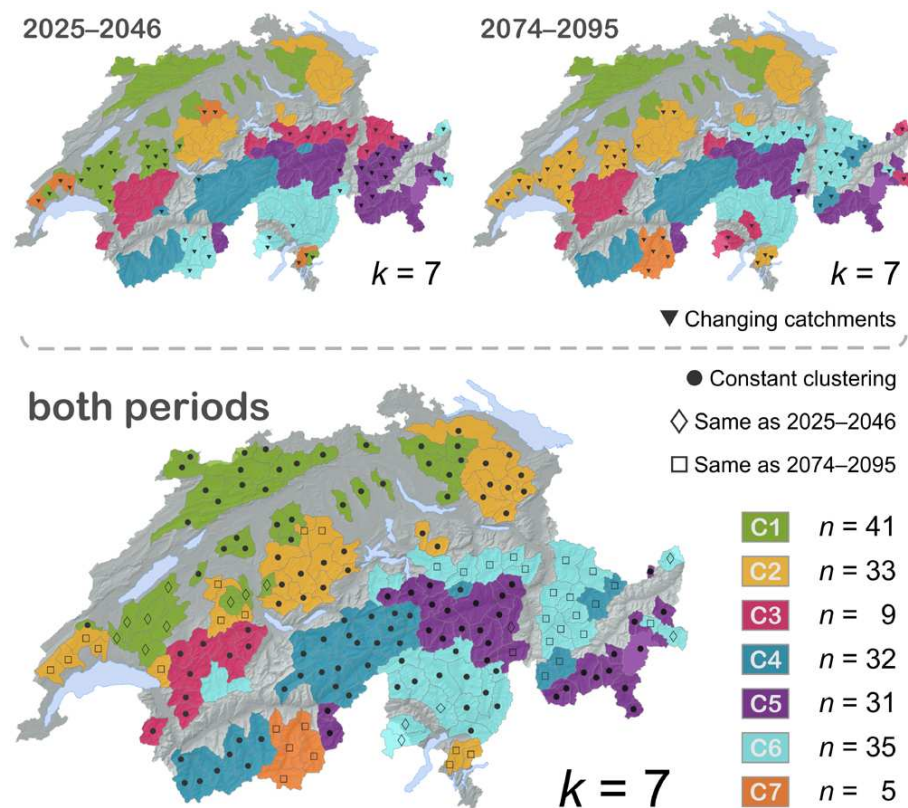 2025–2046
2074–2095
k = 7
k = 7
Changing catchments
both periods
Constant clustering
Same as 2025–2046
Same as 2074–2095
C1 n = 41
C2 n = 33
C3 n = 9
C4 n = 32
C5 n = 31
C6 n = 35
C7 n = 5
k = 7